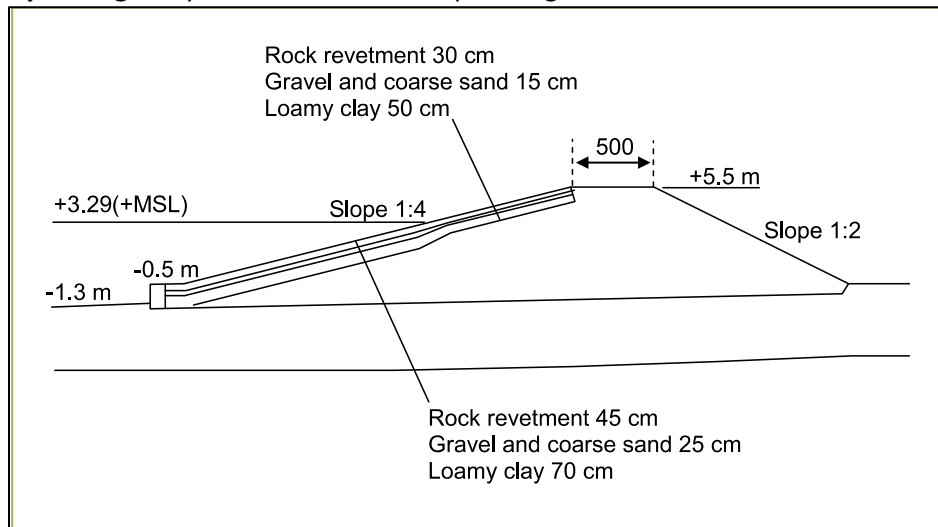 Rock revetment 30 cm
Gravel and coarse sand 15 cm
Loamy clay 50 cm
500
+5.5 m
+3.29(+MSL)
Slope 1:4
Slope 1:2
-0.5 m
-1.3 m
Rock revetment 45 cm
Gravel and coarse sand 25 cm
Loamy clay 70 cm